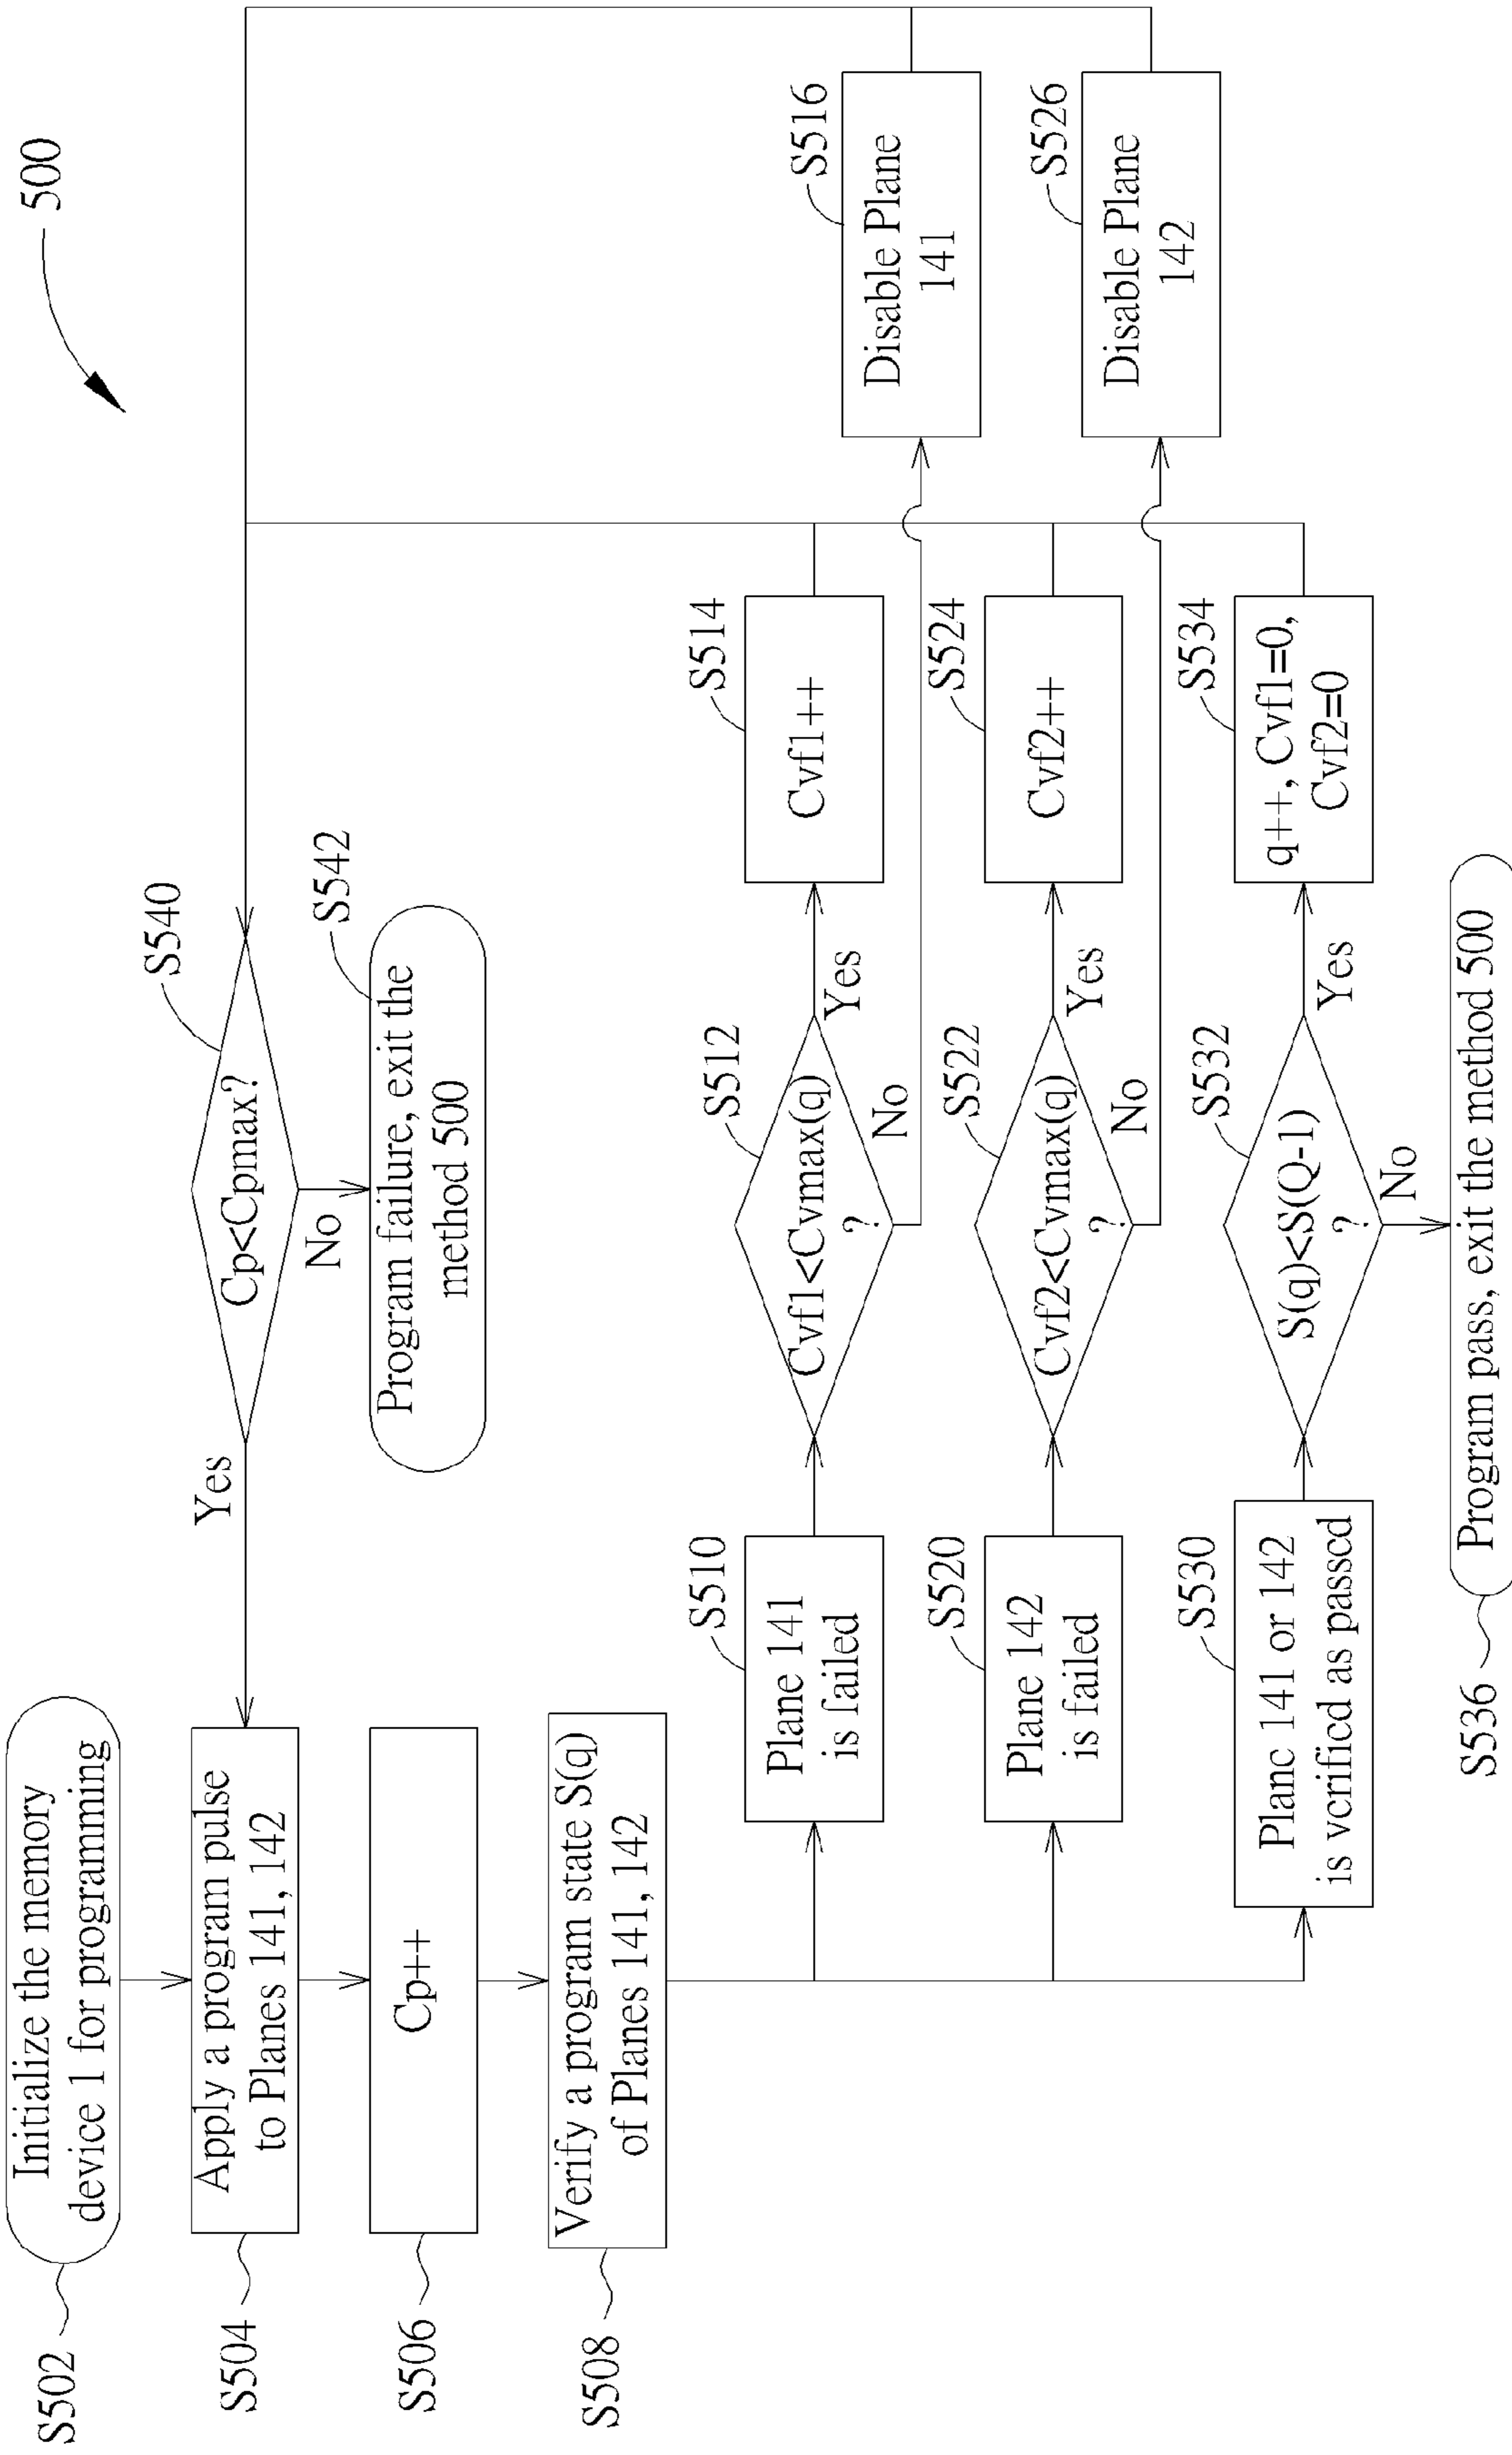 500
S502
Initialize the memory
device 1 for programming
S504
Apply a program pulse
to Planes 141, 142
Yes
Cp<Cpmax?
S540
No
S542
Program failure, exit the
method 500
S506
Cp++
S508
Verify a program state S(q)
of Planes 141, 142
S510
Plane 141
is failed
S512
Cvf1<Cvmax(q)
?
Yes
No
S514
Cvf1++
S516
Disable Plane
141
S520
Plane 142
is failed
S522
Cvf2<Cvmax(q)
?
Yes
No
S524
Cvf2++
S526
Disable Plane
142
S530
Plane 141 or 142
is verified as passed
S532
S(q)<S(Q-1)
?
Yes
No
S534
q++, Cvf1=0,
Cvf2=0
S536
Program pass, exit the method 500